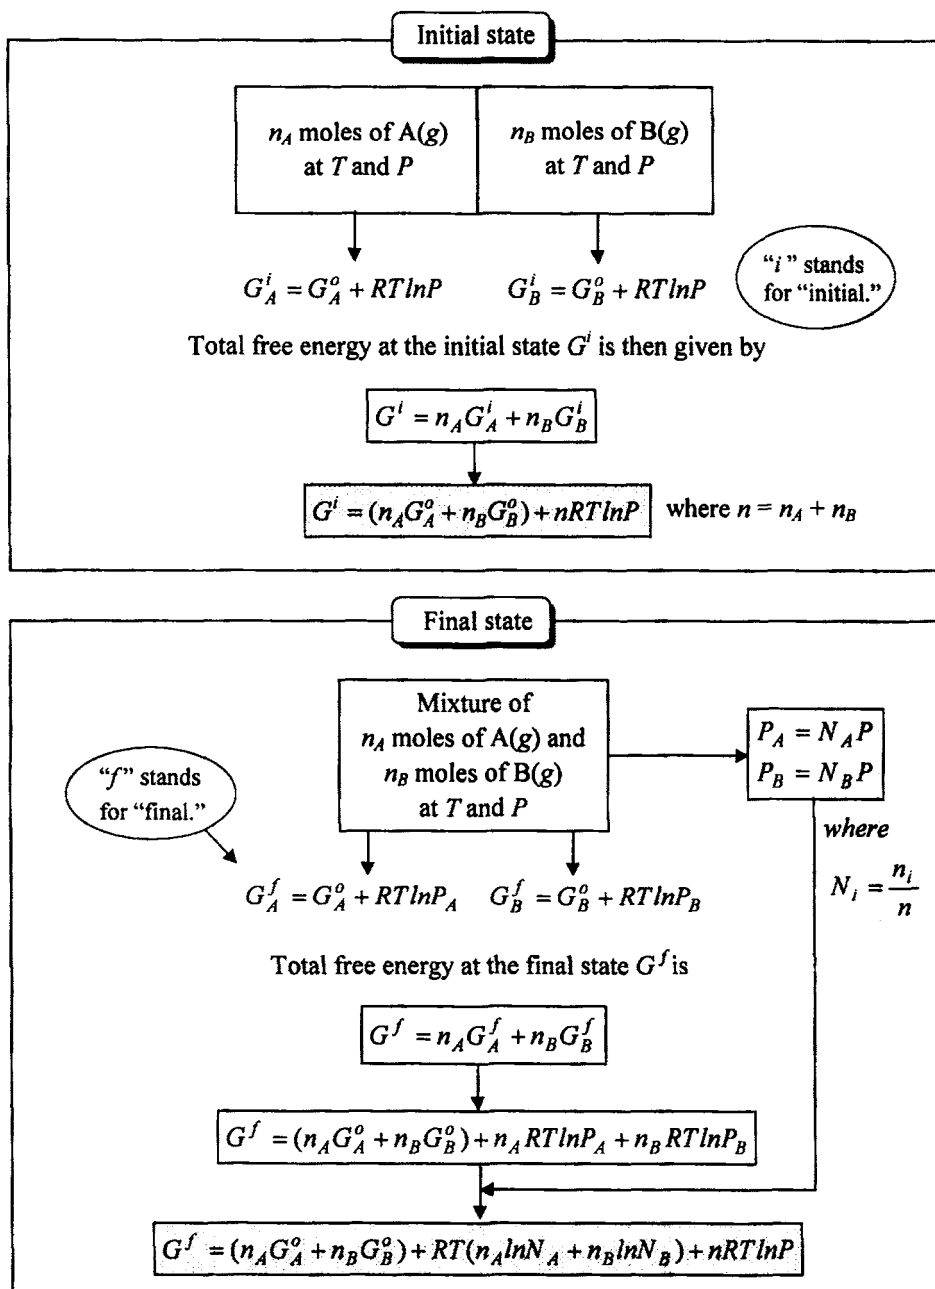 Initial state
n_A moles of A(g)
at T and P
n_B moles of B(g)
at T and P
G_A^i = G_A^o + RTlnP
G_B^i = G_B^o + RTlnP
"i" stands
for "initial."
Total free energy at the initial state G^i is then given by
G^i = n_A G_A^i + n_B G_B^i
G^i = (n_A G_A^o + n_B G_B^o) + nRTlnP where n = n_A + n_B
Final state
Mixture of
n_A moles of A(g) and
n_B moles of B(g)
at T and P
P_A = N_A P
P_B = N_B P
where
N_i = n_i / n
"f" stands
for "final."
G_A^f = G_A^o + RTlnP_A
G_B^f = G_B^o + RTlnP_B
Total free energy at the final state G^f is
G^f = n_A G_A^f + n_B G_B^f
G^f = (n_A G_A^o + n_B G_B^o) + n_A RTlnP_A + n_B RTlnP_B
G^f = (n_A G_A^o + n_B G_B^o) + RT(n_A lnN_A + n_B lnN_B) + nRTlnP